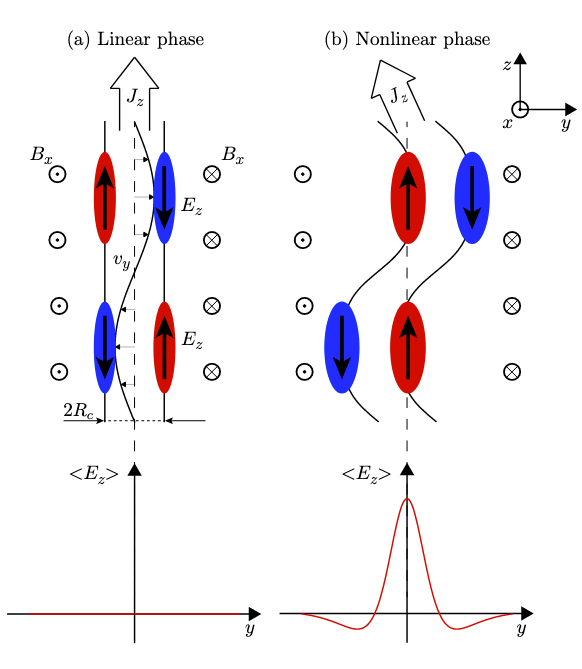 (a) Linear phase
(b) Nonlinear phase
J_z
J_z
z
x
y
B_x
B_x
E_z
v_y
E_z
2R_c
<E_z>
<E_z>
y
y